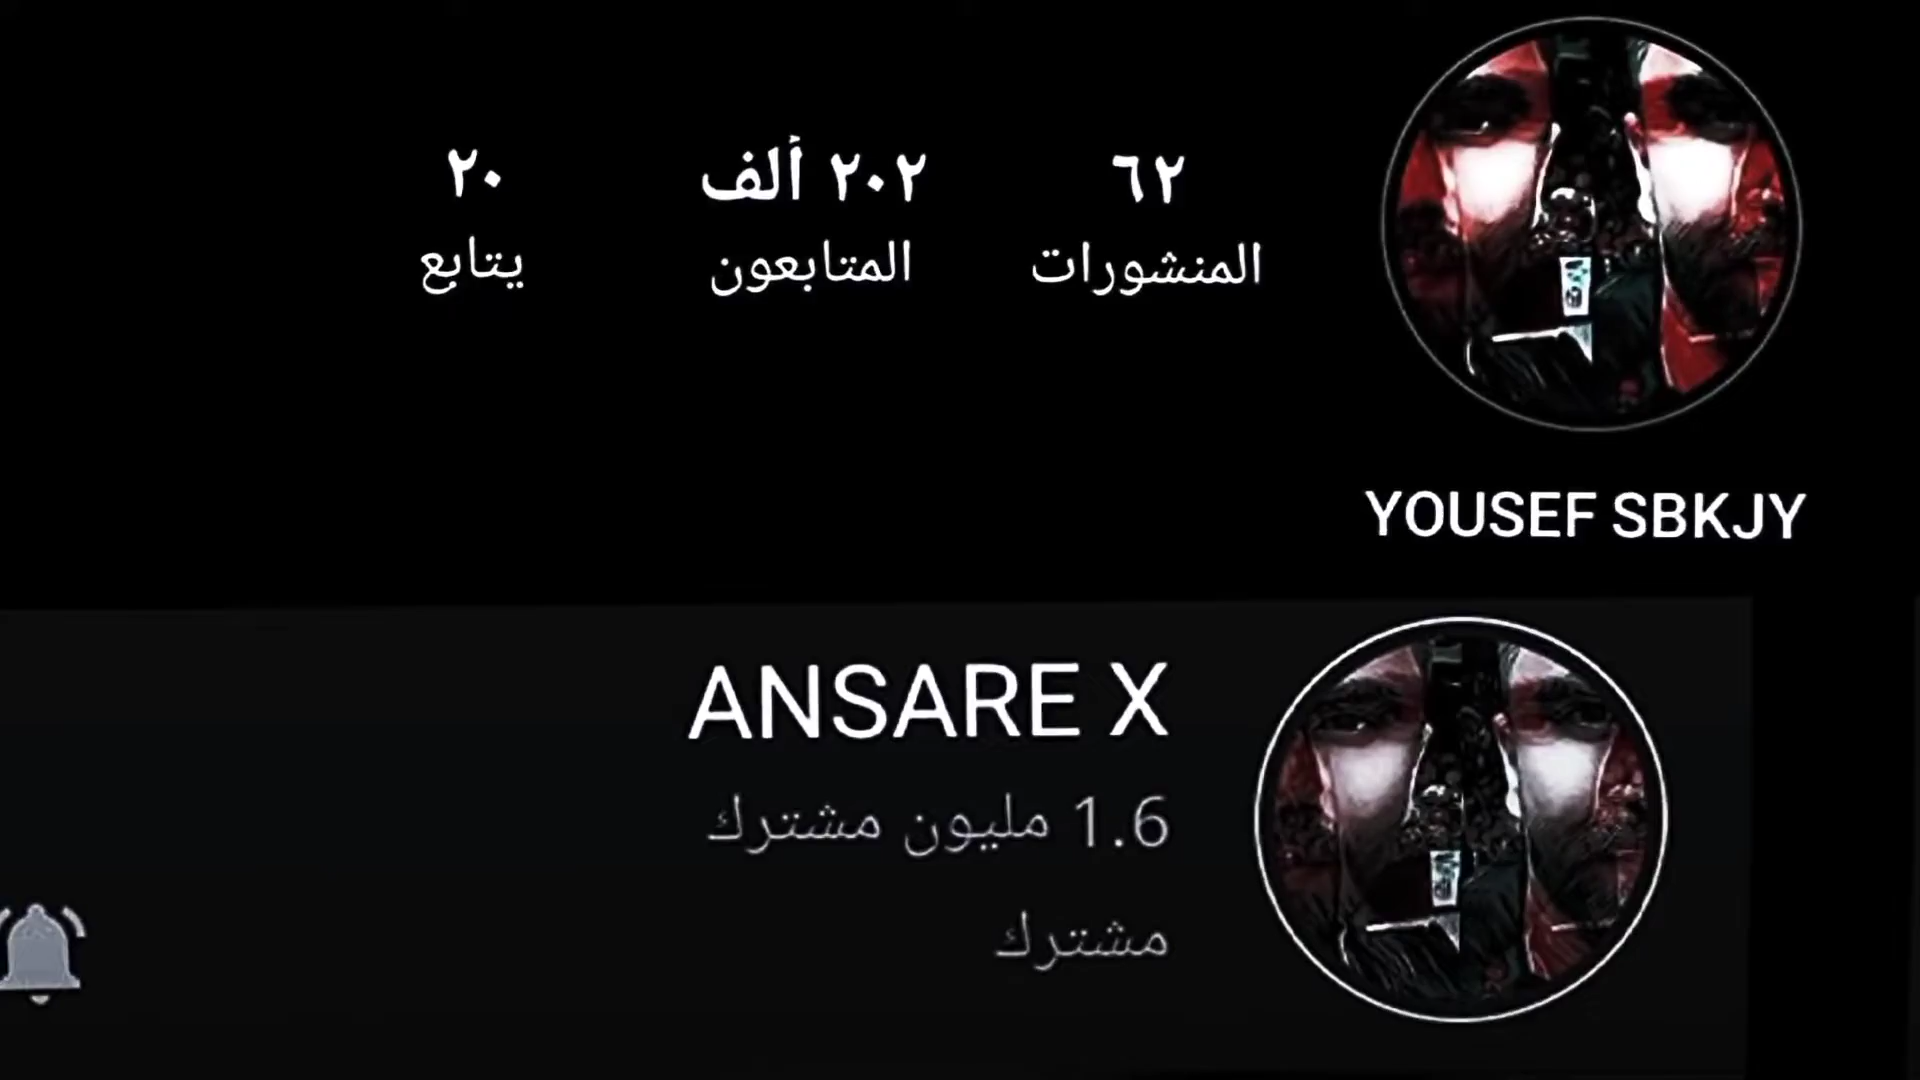 ٦٢ ٢٠٢ ألف ٢٠
المنشورات المتابعون يتابع
YOUSEF SBKJY
ANSARE X
1.6 مليون مشترك
مشترك